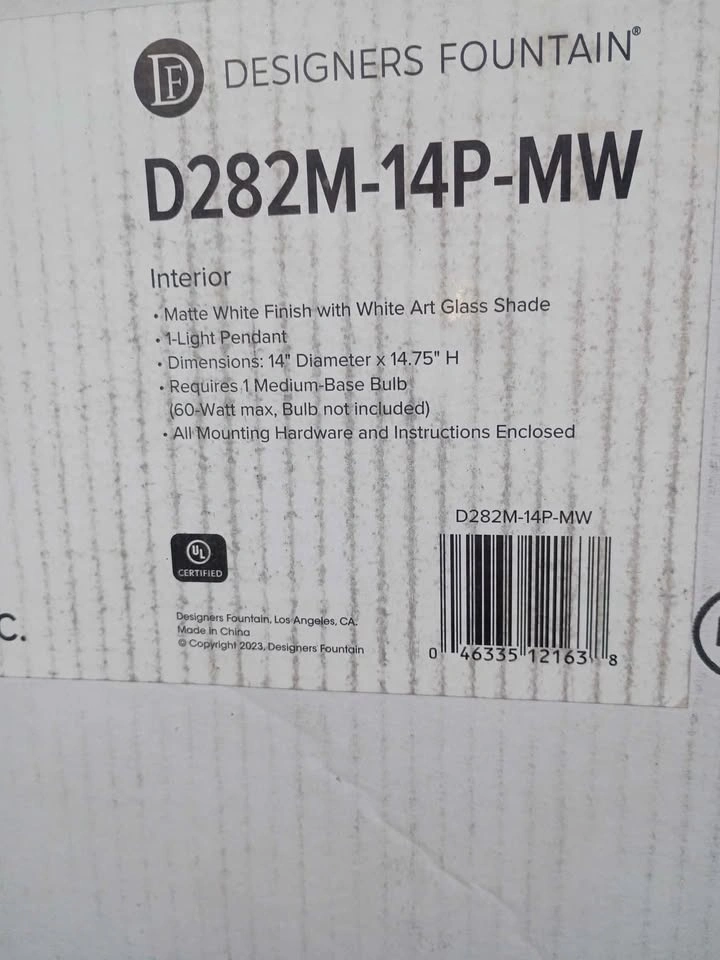 DF DESIGNERS FOUNTAIN®
D282M-14P-MW
Interior
• Matte White Finish with White Art Glass Shade
• 1-Light Pendant
• Dimensions: 14" Diameter x 14.75" H
• Requires 1 Medium-Base Bulb
(60-Watt max, Bulb not included)
• All Mounting Hardware and Instructions Enclosed
D282M-14P-MW
UL
CERTIFIED
Designers Fountain, Los Angeles, CA.
Made in China
© Copyright 2023, Designers Fountain
0 46335 12163 8
C.